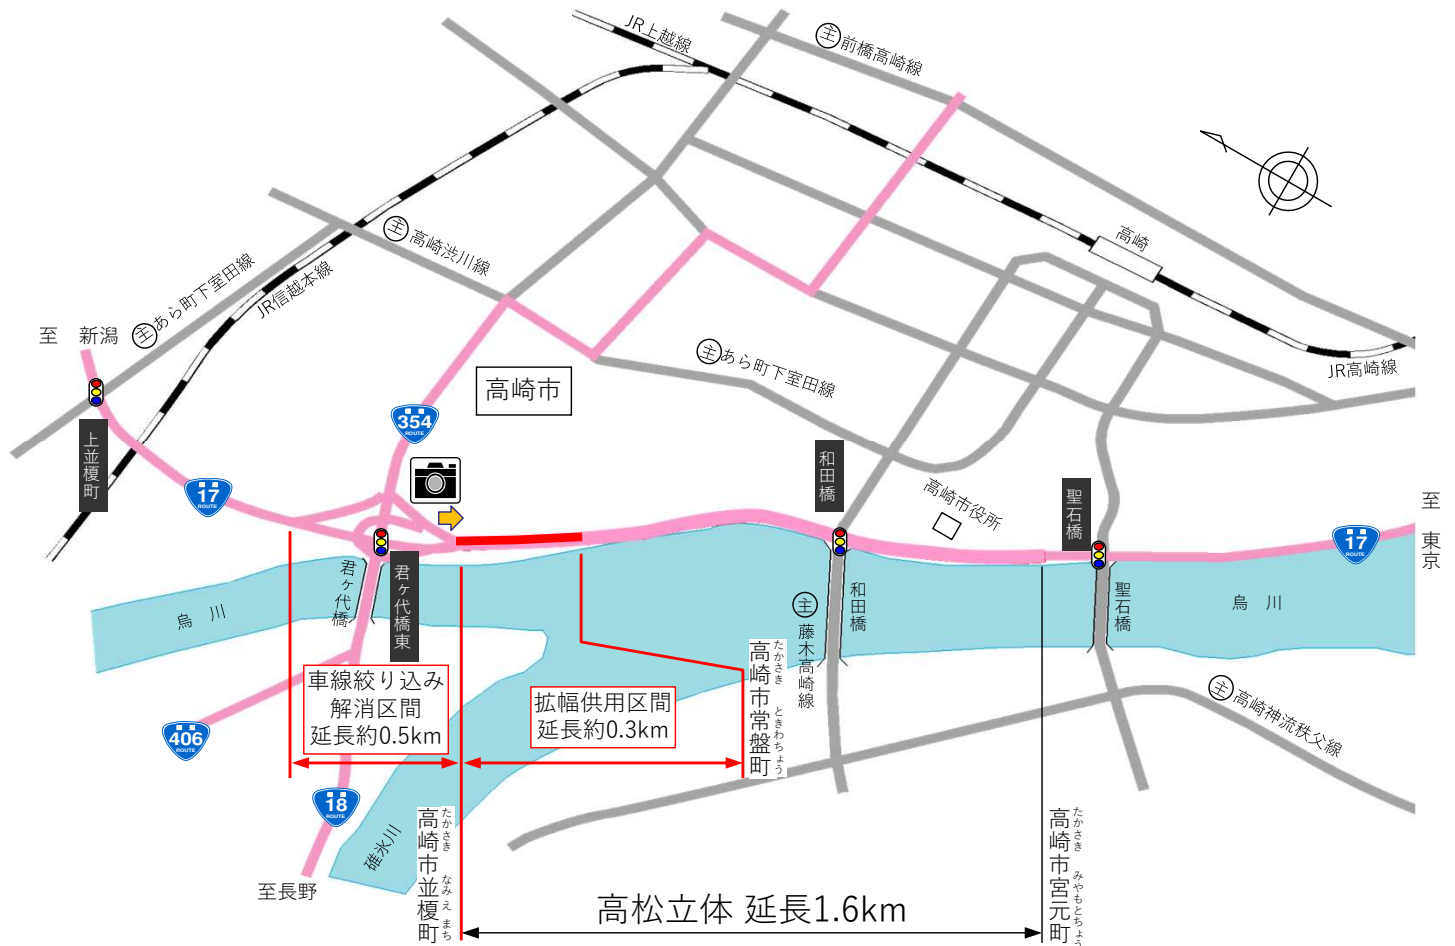 JR上越線
主 前橋高崎線
高崎
JR高崎線
主 高崎渋川線
主 あら町下室田線
JR信越本線
至 新潟
上並榎町
17
ROUTE
354
ROUTE
高崎市
主 あら町下室田線
和田橋
高崎市役所
聖石橋
至 東京
17
ROUTE
君ヶ代橋
君ヶ代橋東
烏 川
主 藤木高崎線
和田橋
聖石橋
烏 川
主 高崎神流秩父線
406
ROUTE
18
ROUTE
至長野
碓氷川
車線絞り込み
解消区間
延長約0.5km
拡幅供用区間
延長約0.3km
高崎市常盤町
たかさき ときわちょう
高崎市並榎町
たかさき なみえまち
高崎市宮元町
たかさき みやもとちょう
高松立体 延長1.6km